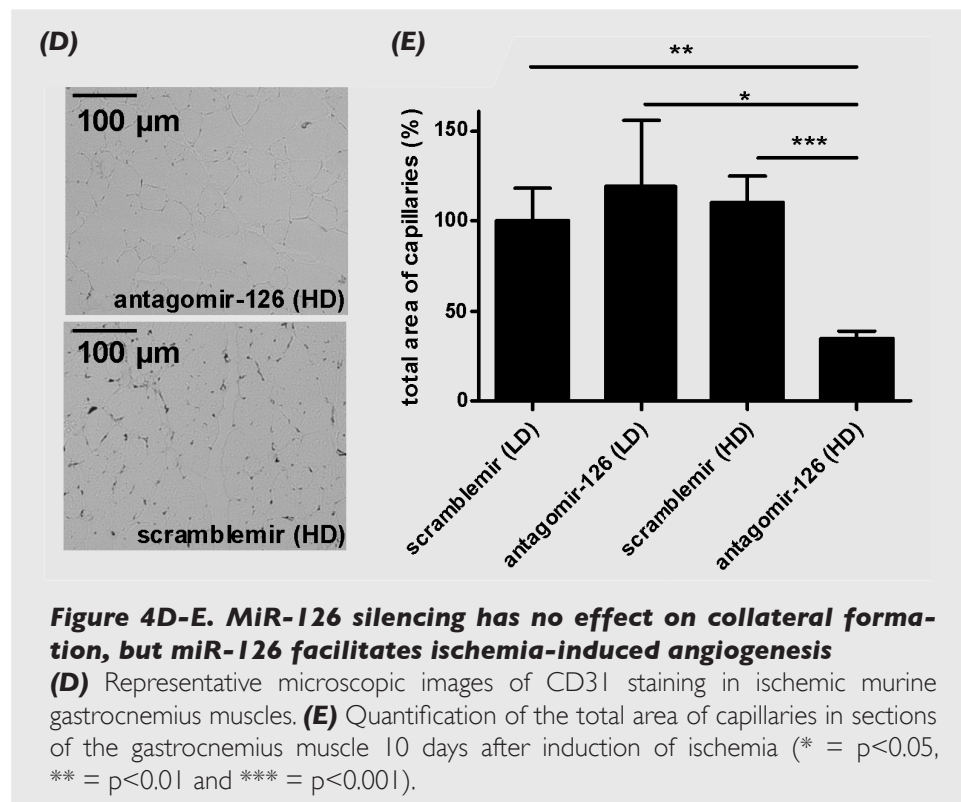 (D)
100 µm
antagomir-126 (HD)
100 µm
scramblemir (HD)
(E)
**
*
***
total area of capillaries (%)
150
100
50
0
scramblemir (LD)
antagomir-126 (LD)
scramblemir (HD)
antagomir-126 (HD)
Figure 4D-E. MiR-126 silencing has no effect on collateral forma-
tion, but miR-126 facilitates ischemia-induced angiogenesis
(D) Representative microscopic images of CD31 staining in ischemic murine
gastrocnemius muscles. (E) Quantification of the total area of capillaries in sections
of the gastrocnemius muscle 10 days after induction of ischemia (* = p<0.05,
** = p<0.01 and *** = p<0.001).